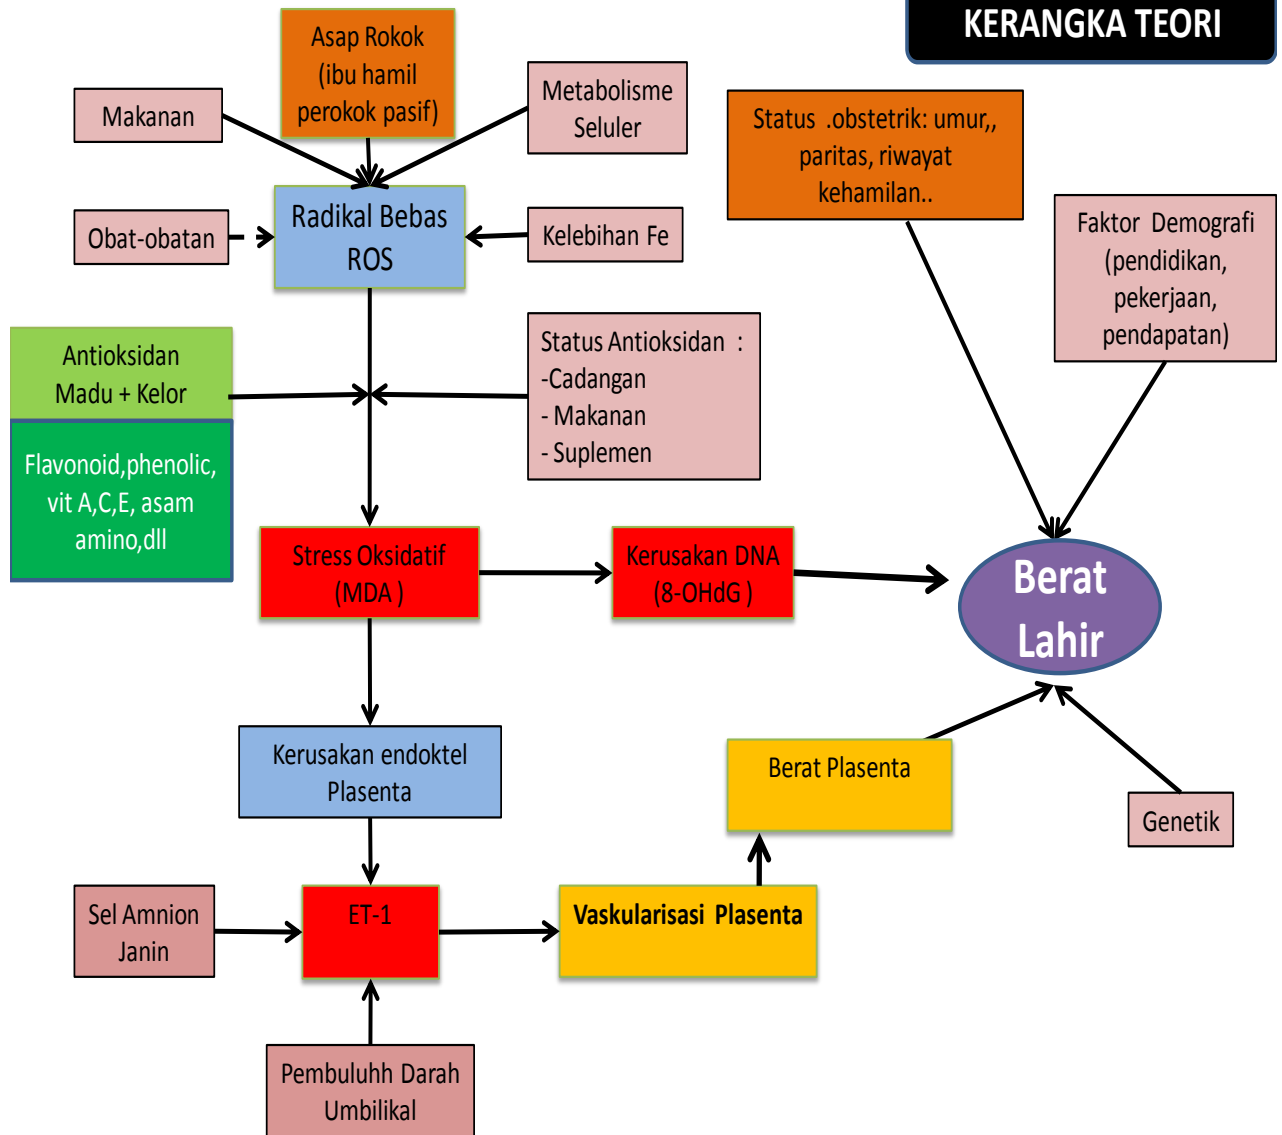 KERANGKA TEORI
Asap Rokok
(ibu hamil
perokok pasif)
Makanan
Metabolisme
Seluler
Status .obstetrik: umur,,
paritas, riwayat
kehamilan..
Obat-obatan
Radikal Bebas
ROS
Kelebihan Fe
Faktor Demografi
(pendidikan,
pekerjaan,
pendapatan)
Antioksidan
Madu + Kelor
Flavonoid,phenolic,
vit A,C,E, asam
amino,dll
Status Antioksidan :
-Cadangan
- Makanan
- Suplemen
Stress Oksidatif
(MDA )
Kerusakan DNA
(8-OHdG )
Berat
Lahir
Kerusakan endoktel
Plasenta
Berat Plasenta
Genetik
Sel Amnion
Janin
ET-1
Vaskularisasi Plasenta
Pembuluhh Darah
Umbilikal